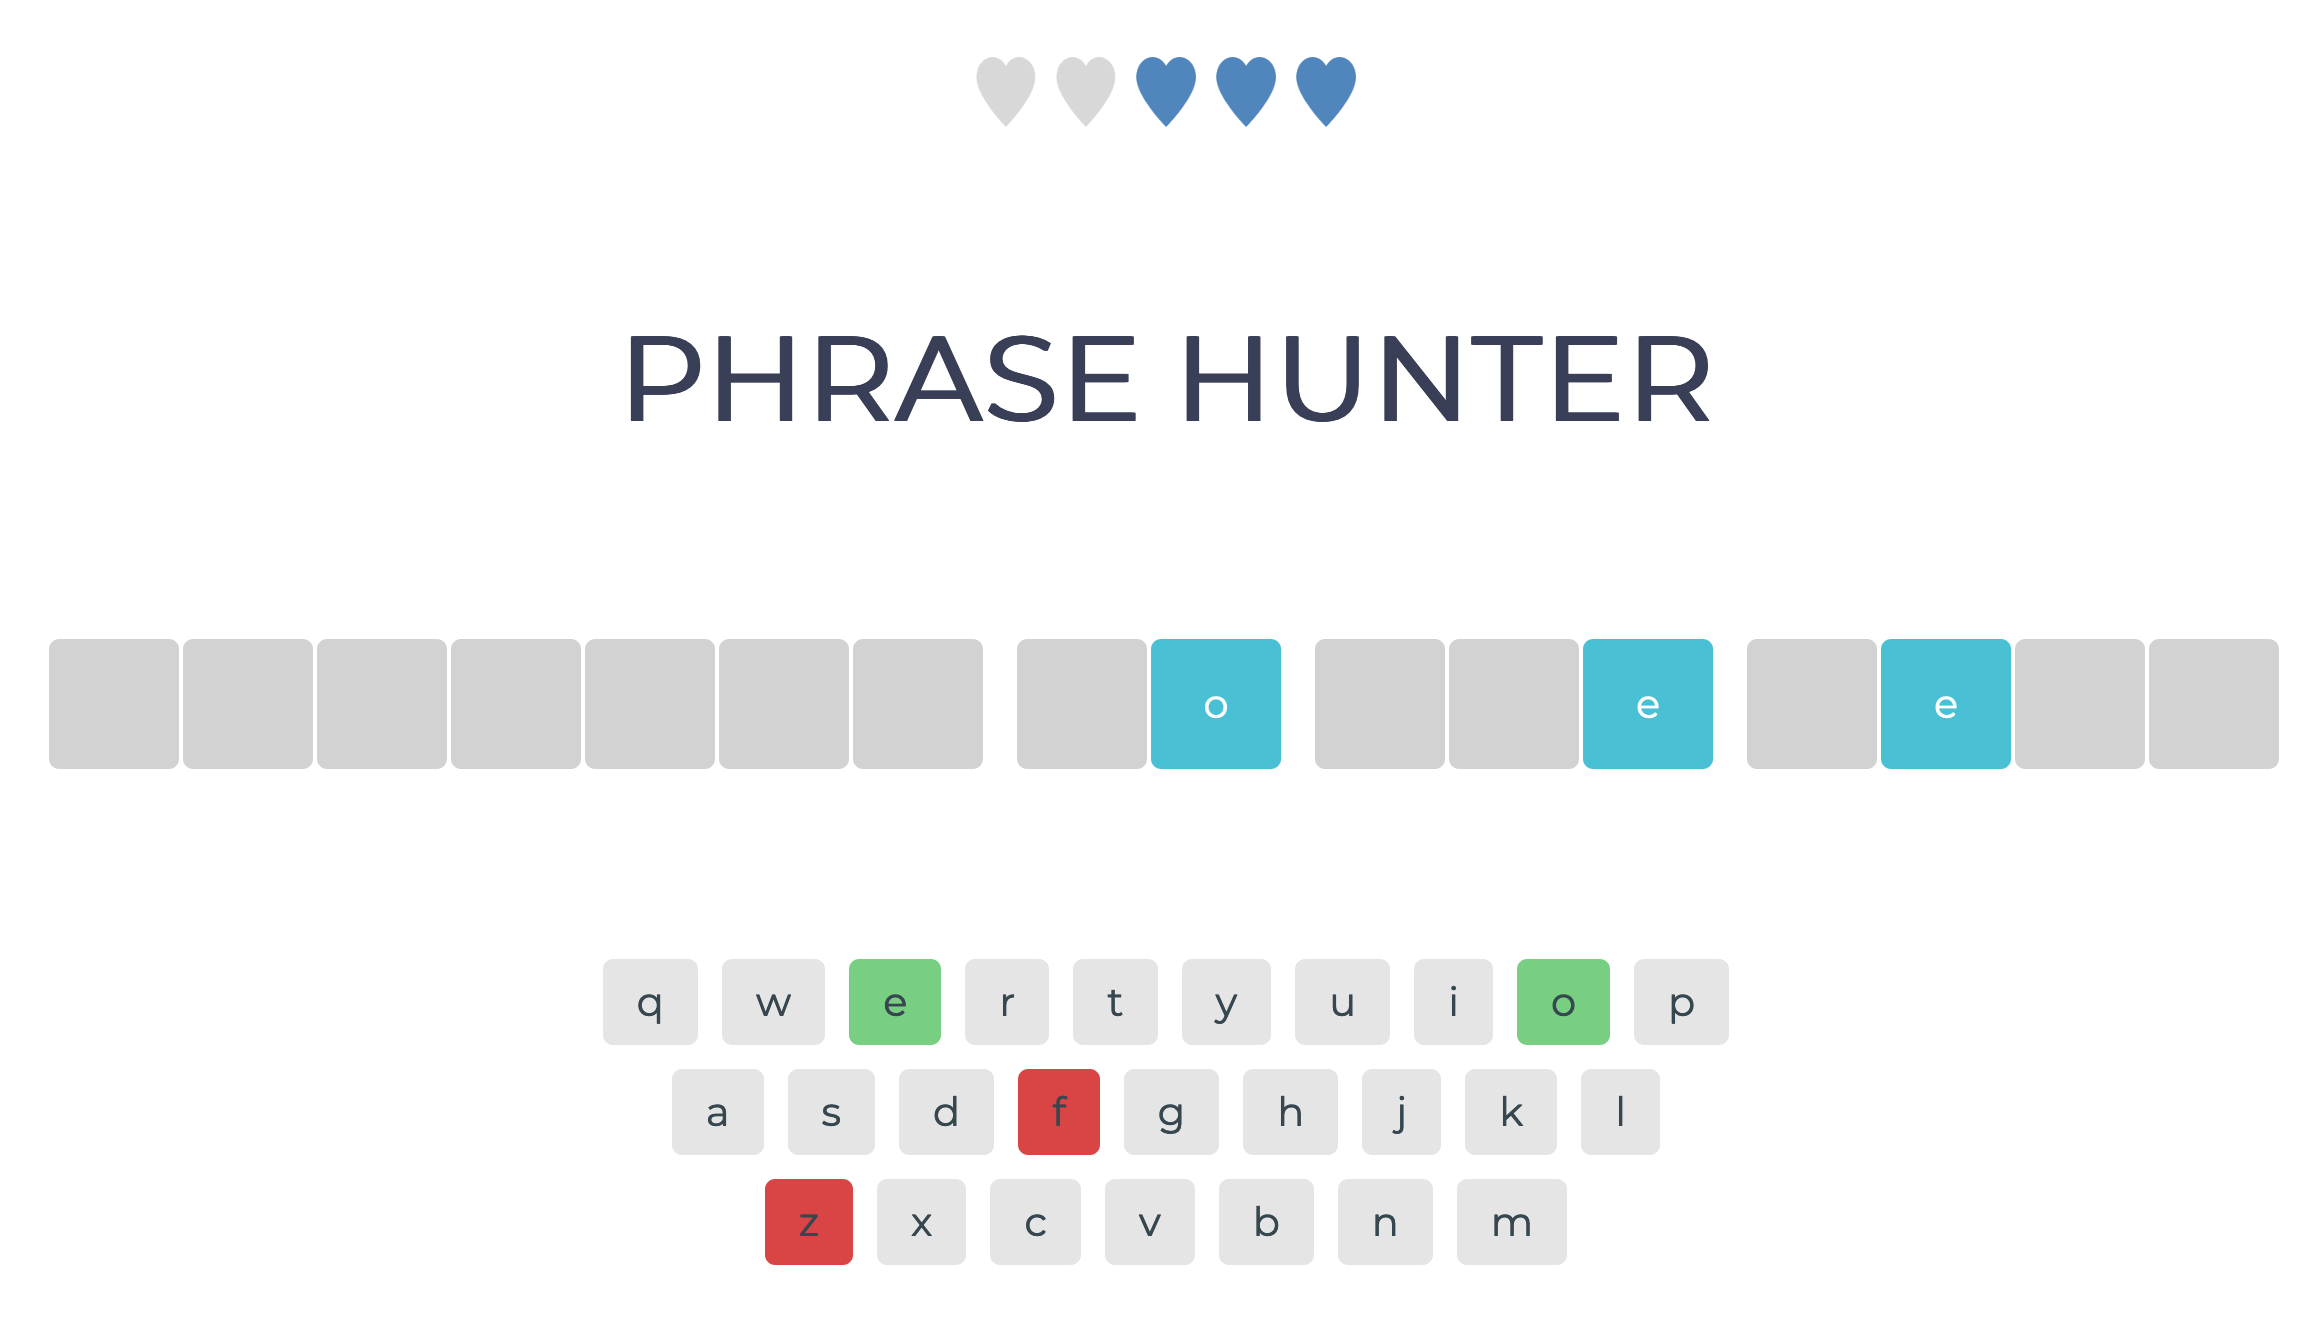 PHRASE HUNTER
o e e
q w e r t y u i o p
a s d f g h j k l
z x c v b n m